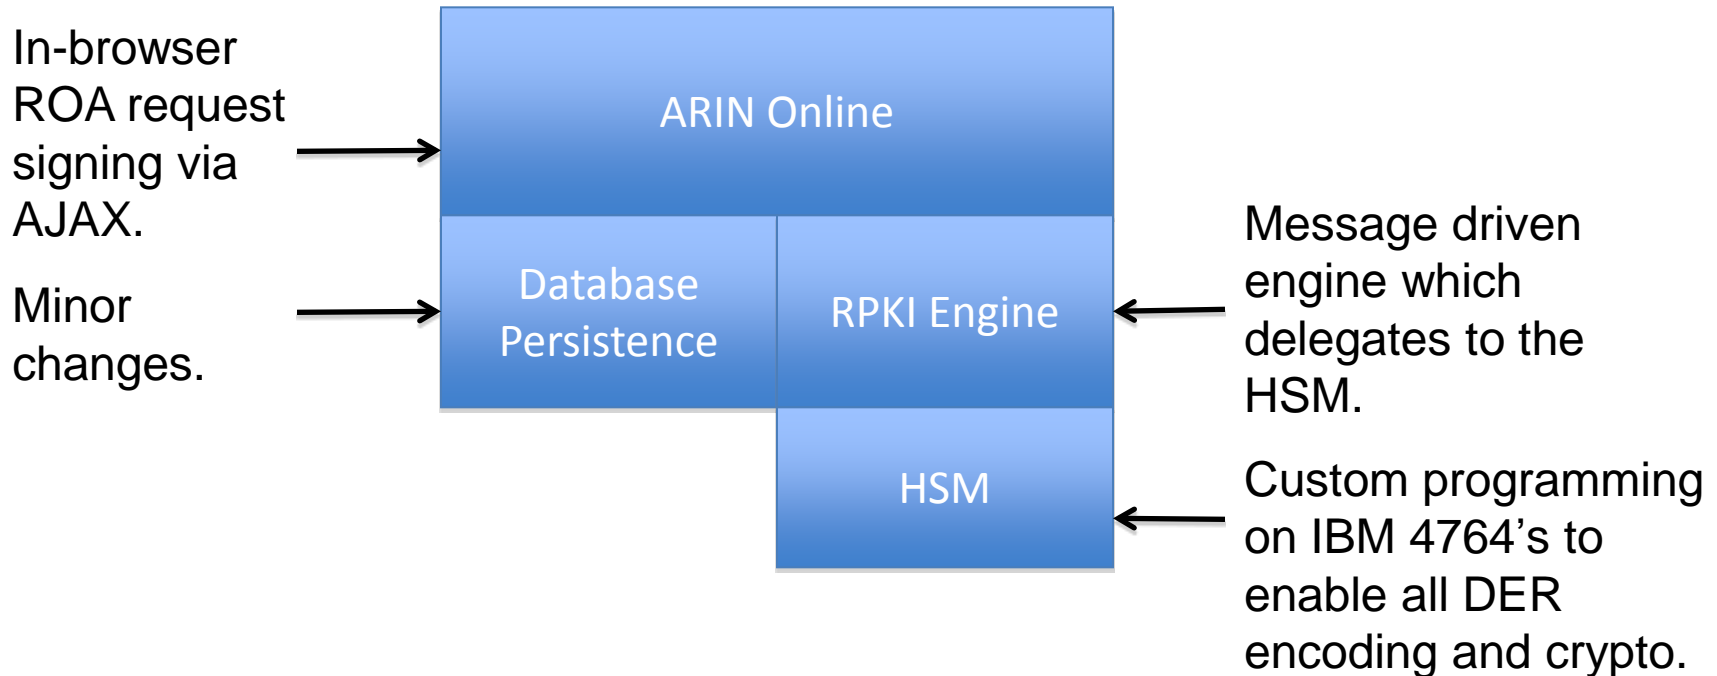 In-browser
ROA request
signing via
AJAX.
Minor
changes.
ARIN Online
Database
Persistence
RPKI Engine
HSM
Message driven
engine which
delegates to the
HSM.
Custom programming
on IBM 4764’s to
enable all DER
encoding and crypto.